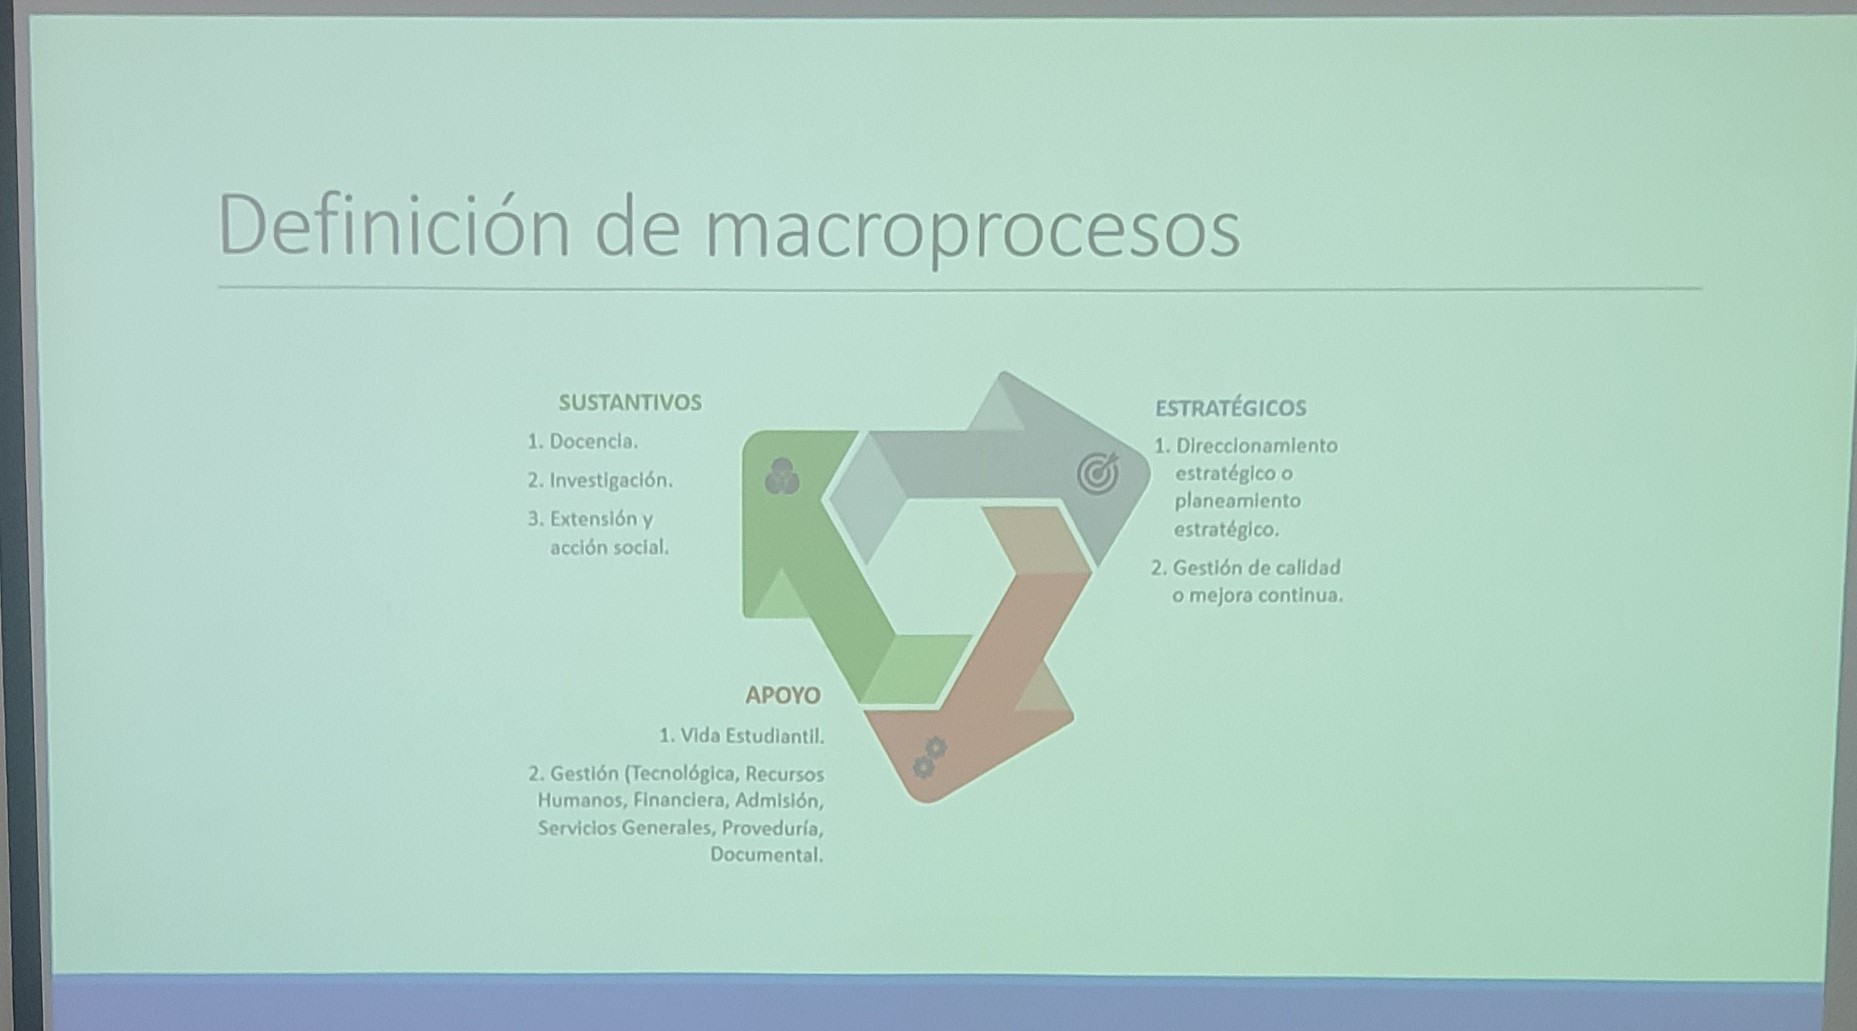 Definición de macroprocesos
SUSTANTIVOS
1. Docencia.
2. Investigación.
3. Extensión y
acción social.
ESTRATÉGICOS
1. Direccionamiento
estratégico o
planeamiento
estratégico.
2. Gestión de calidad
o mejora continua.
APOYO
1. Vida Estudiantil.
2. Gestión (Tecnológica, Recursos
Humanos, Financiera, Admisión,
Servicios Generales, Proveduría,
Documental.